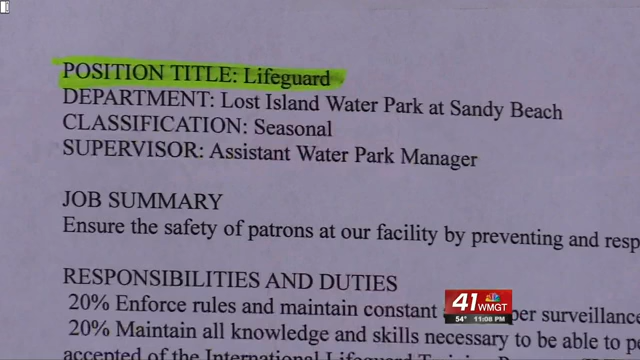 POSITION TITLE: Lifeguard
DEPARTMENT: Lost Island Water Park at Sandy Beach
CLASSIFICATION: Seasonal
SUPERVISOR: Assistant Water Park Manager
JOB SUMMARY
Ensure the safety of patrons at our facility by preventing and resp
RESPONSIBILITIES AND DUTIES
20% Enforce rules and maintain constant per surveillance
20% Maintain all knowledge and skills necessary to be able to p
accepted of the International Lifeguard Training
41 WMGT
54° 11:08 PM